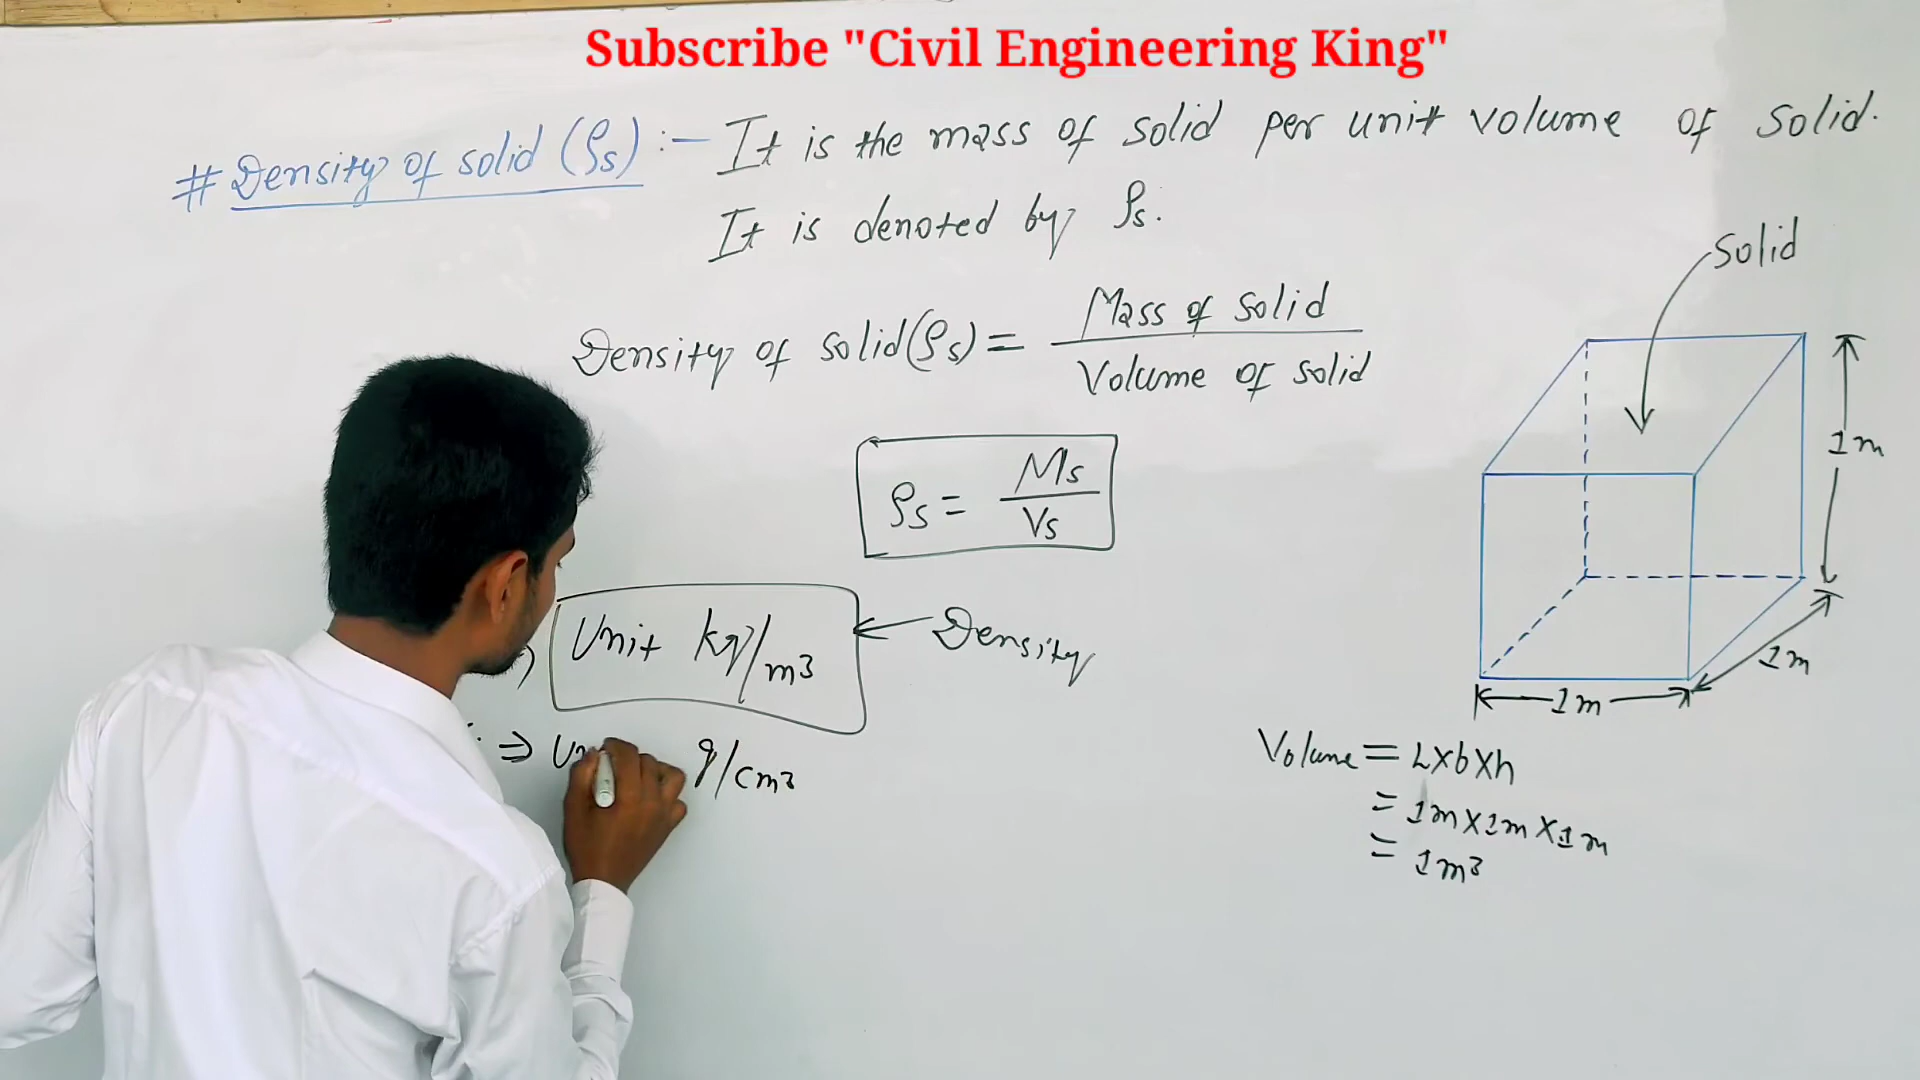 Subscribe "Civil Engineering King"
# Density of solid (ρs) :- It is the mass of solid per unit volume of solid.
It is denoted by ρs.
Density of solid(ρs) = Mass of solid
Volume of solid
ρs = Ms
Vs
Unit kg/m3 ← Density
⇒ g/cm3
Solid
1m
1m
1m
Volume = L×b×h
= 1m×1m×1m
= 1m3